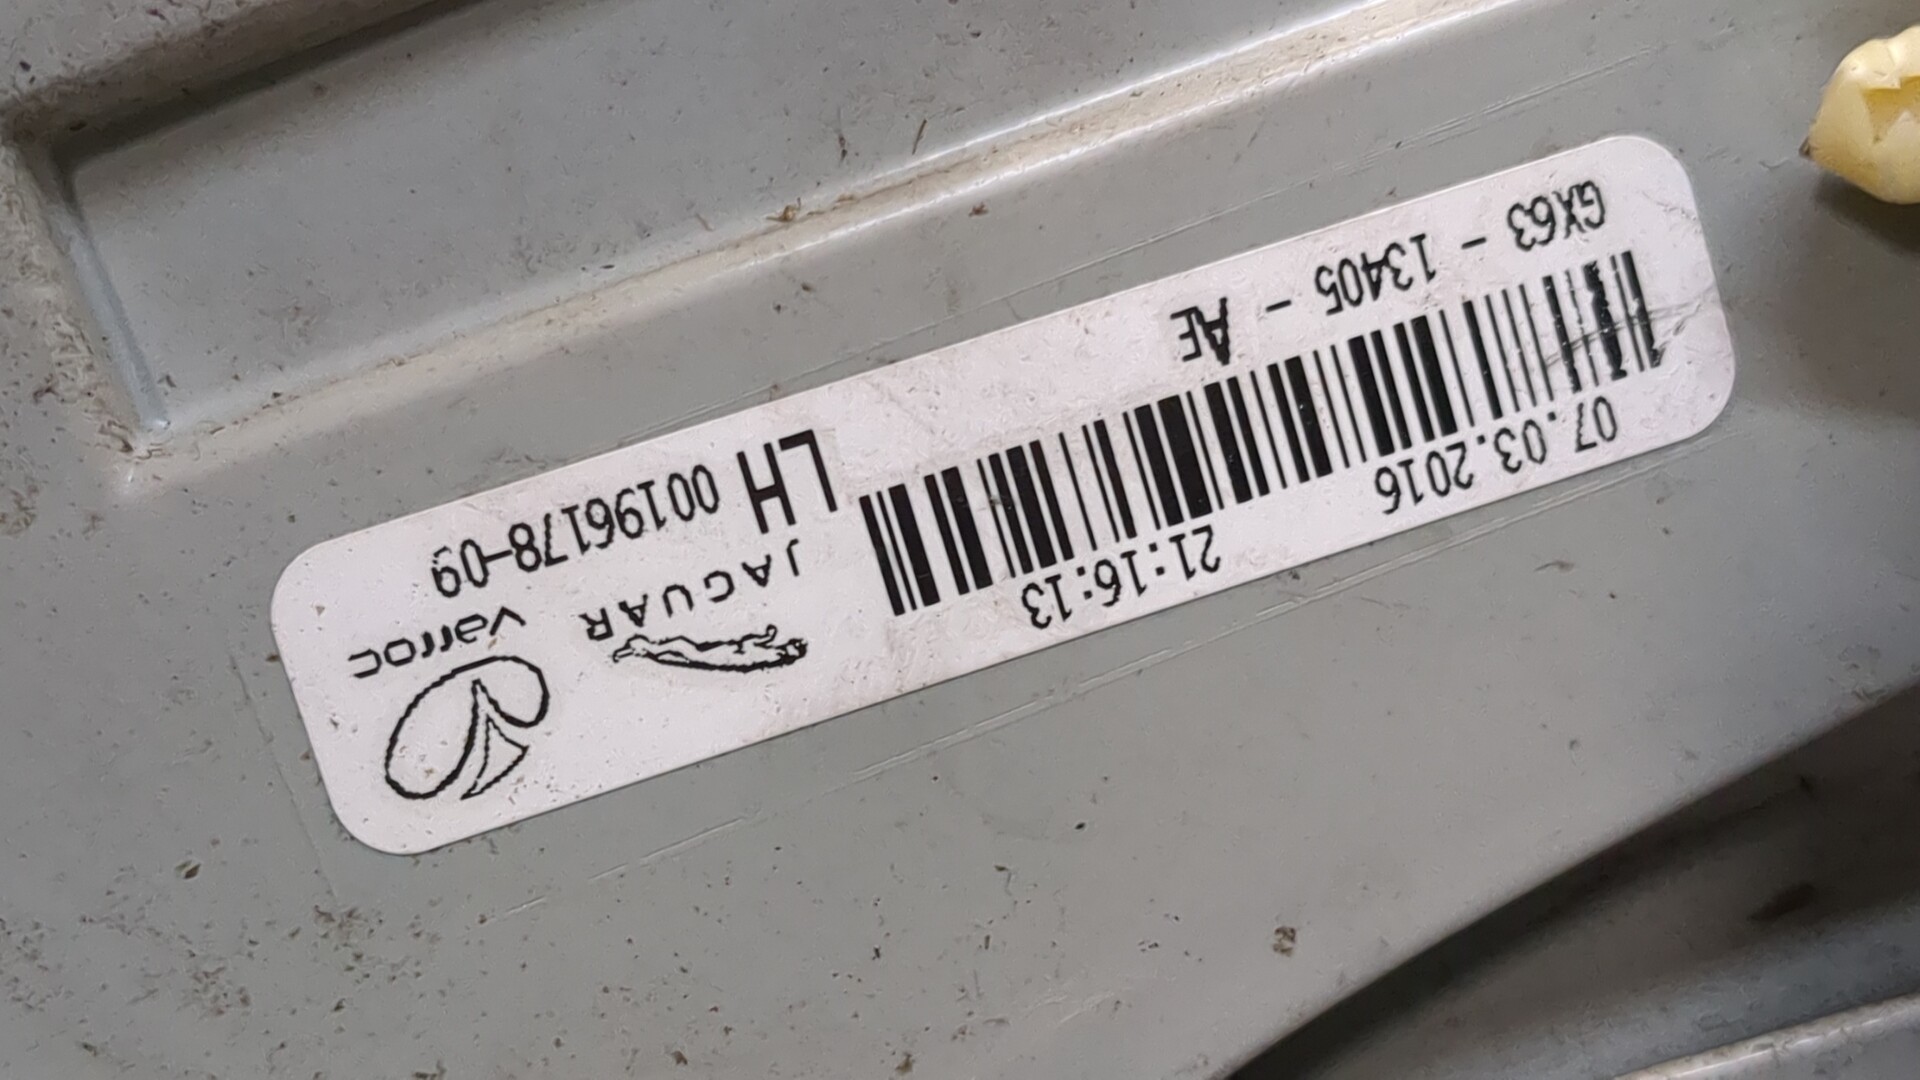 GX63 - 13405 - AE
07.03.2016 21:16:13
LH 00196178-09
JAGUAR
varroc